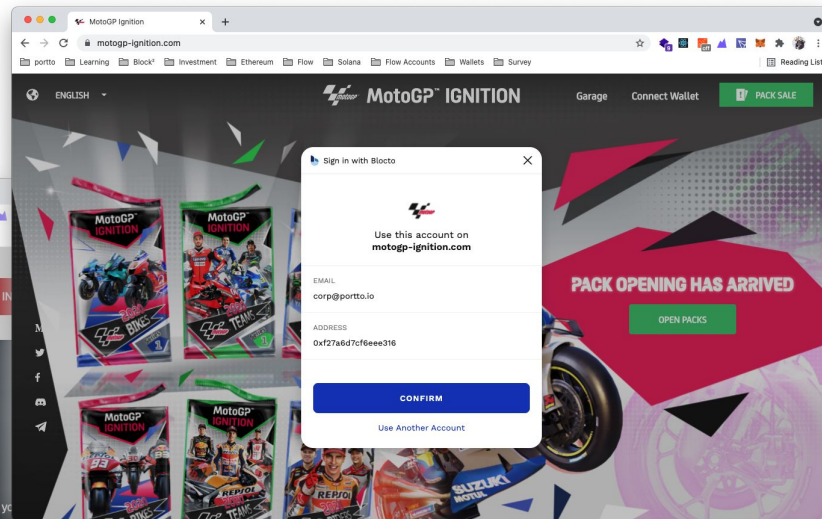 MotoGP Ignition
motogp-ignition.com
portto Learning Block² Investment Ethereum Flow Solana Flow Accounts Wallets Survey Reading List
ENGLISH MotoGP™ IGNITION Garage Connect Wallet PACK SALE
Sign in with Blocto
Use this account on
motogp-ignition.com
EMAIL
corp@portto.io
ADDRESS
0xf27a6d7cf6eee316
CONFIRM
Use Another Account
PACK OPENING HAS ARRIVED
OPEN PACKS
MotoGP™
IGNITION
BIKES
MotoGP™
IGNITION
TEAMS
MotoGP™
IGNITION
93
BIKES
MotoGP™
IGNITION
REPSOL
TEAMS
SUZUKI
MOTUL